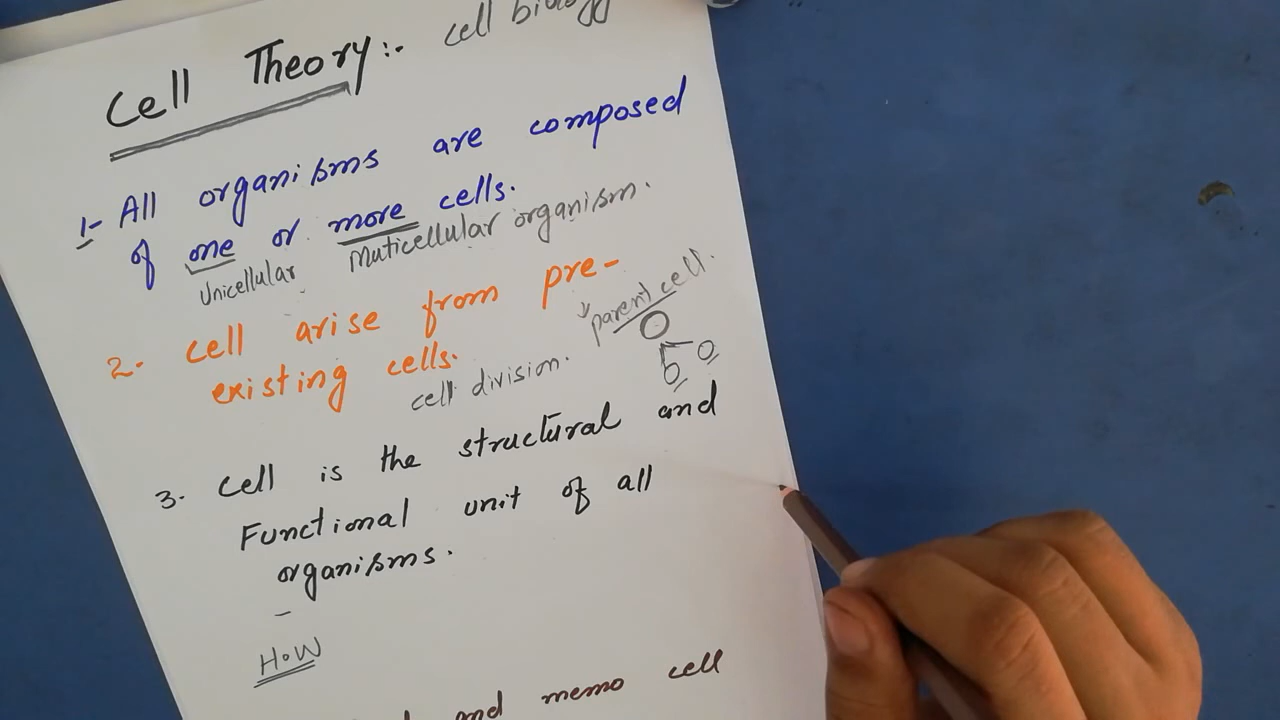 Cell Theory:- cell biology
1- All organisms are composed
of one or more cells.
Unicellular Muticellular organism.
2. Cell arise from pre-
existing cells.
cell division. parent cell.
3. Cell is the structural and
Functional unit of all
organisms.
HOW
and memo cell